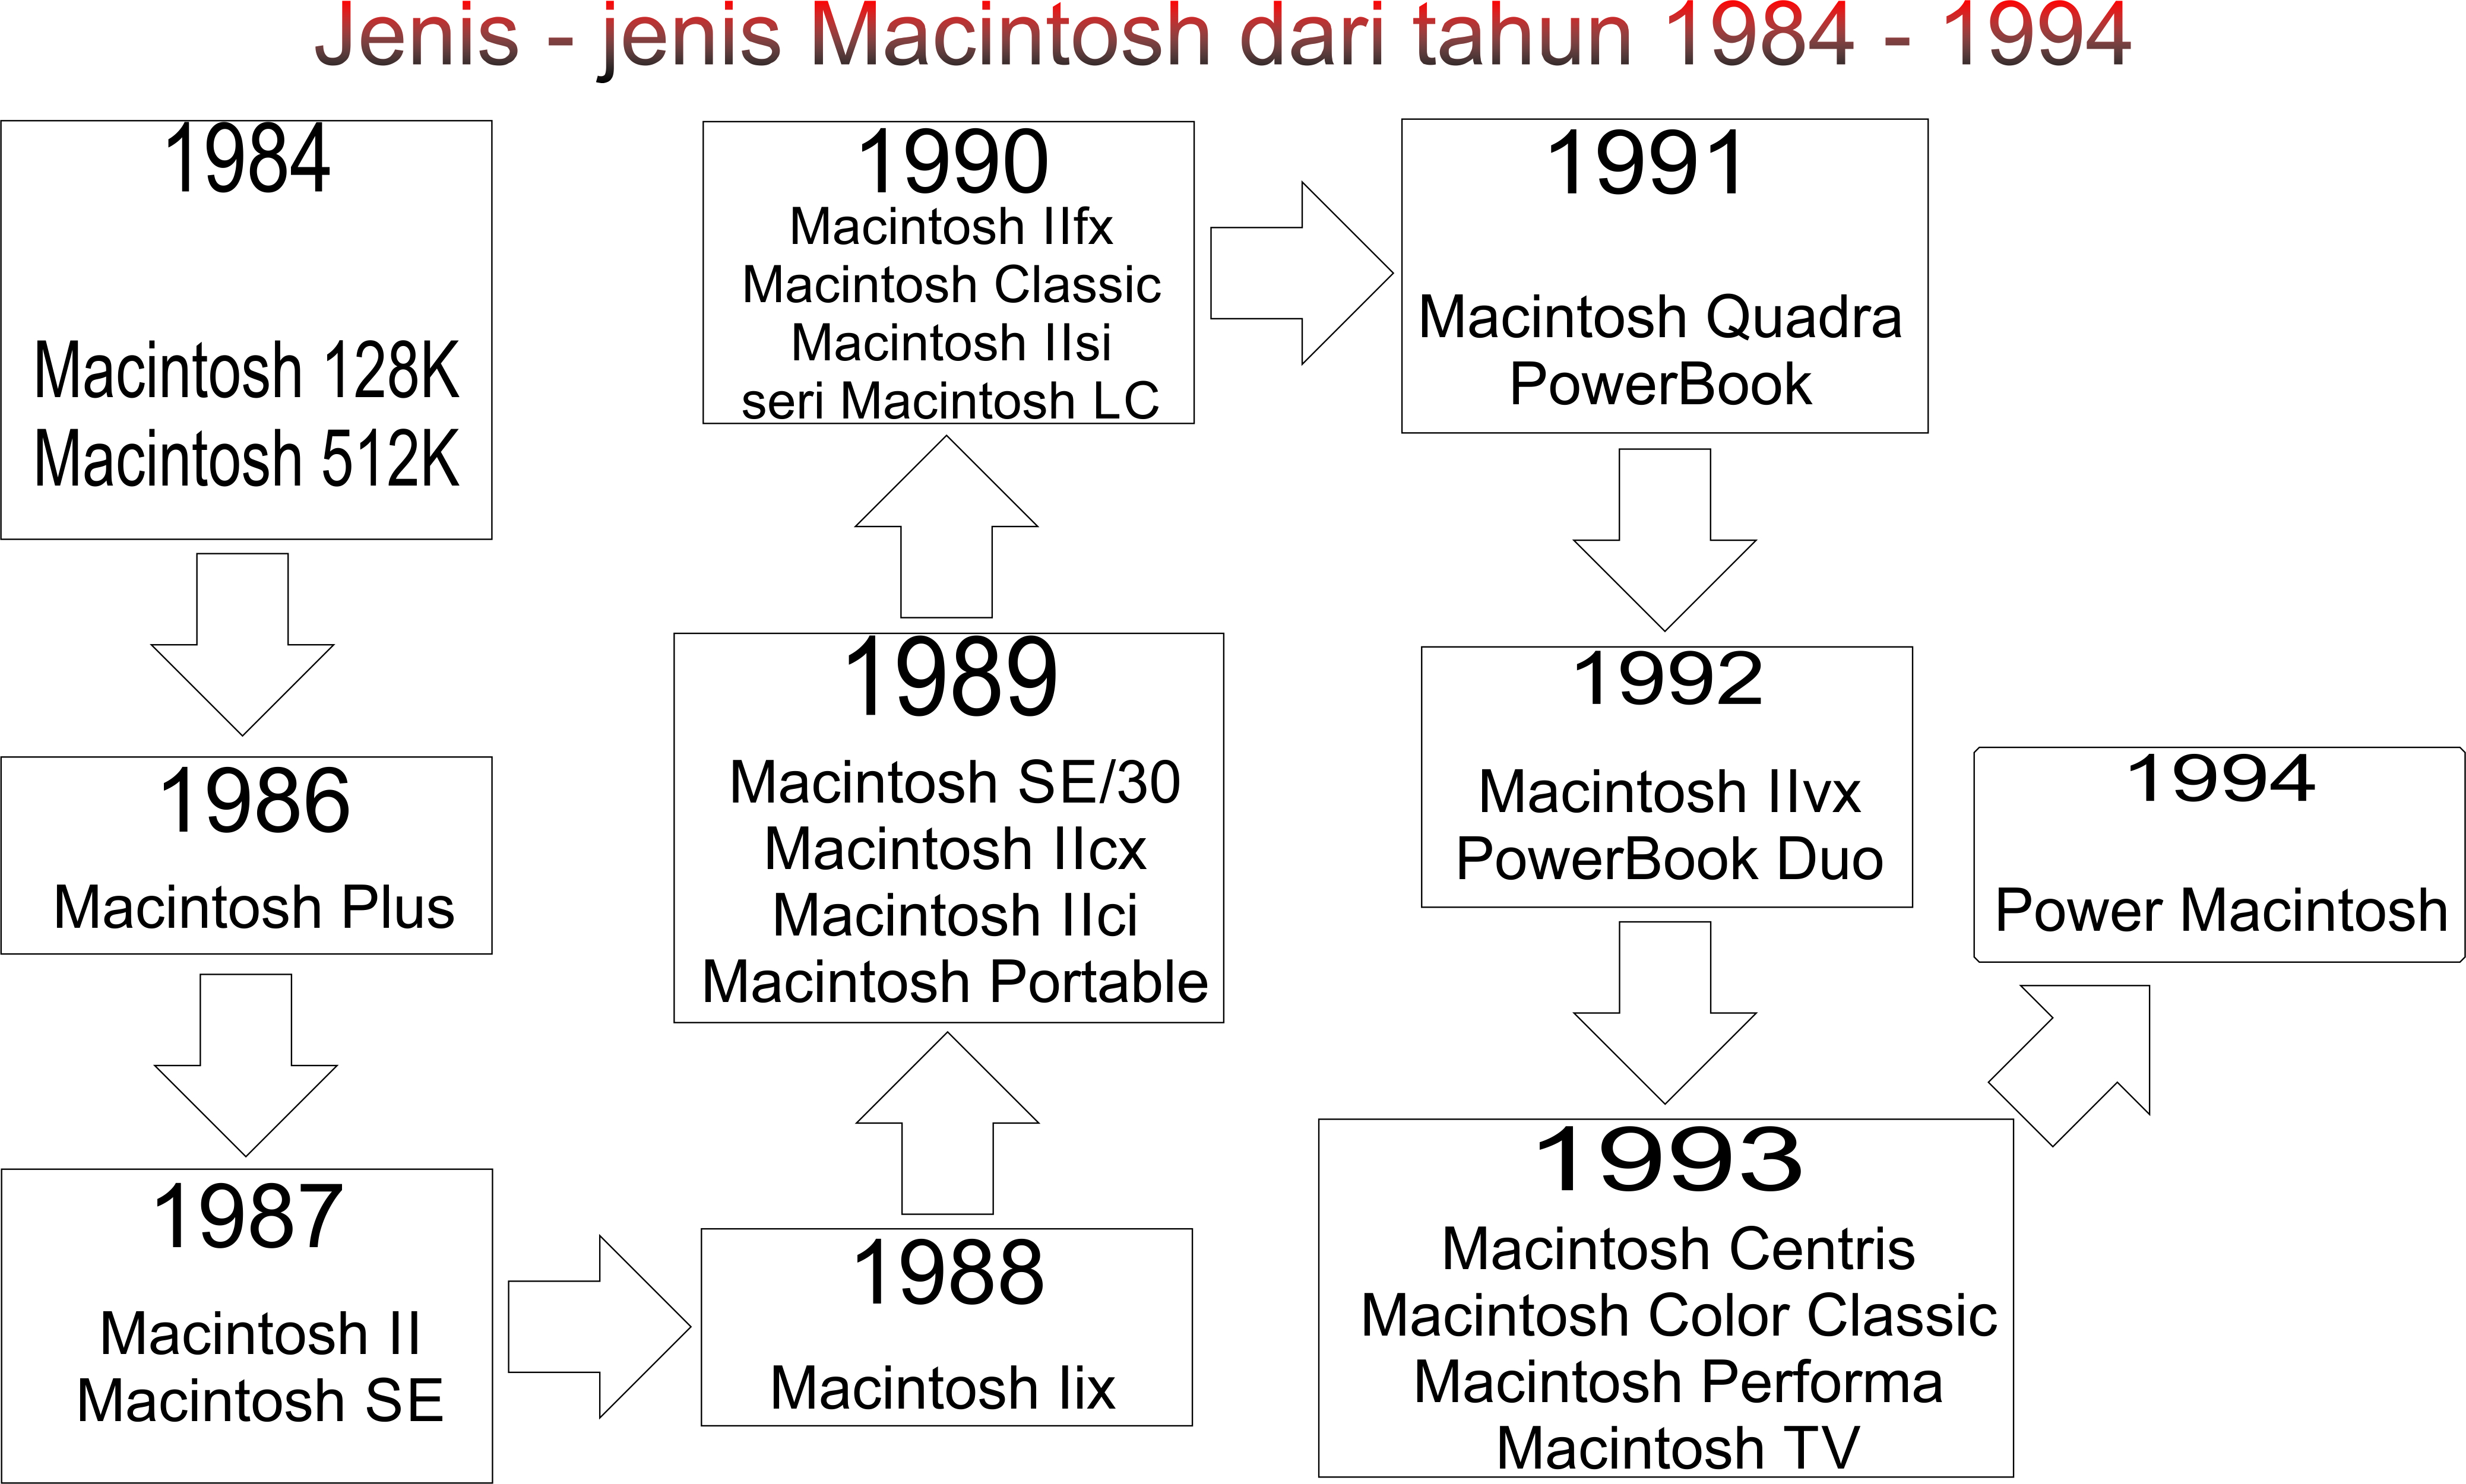 Jenis - jenis Macintosh dari tahun 1984 - 1994
1984
Macintosh 128K
Macintosh 512K
1986
Macintosh Plus
1987
Macintosh II
Macintosh SE
1988
Macintosh Iix
1989
Macintosh SE/30
Macintosh IIcx
Macintosh IIci
Macintosh Portable
1990
Macintosh IIfx
Macintosh Classic
Macintosh IIsi
seri Macintosh LC
1991
Macintosh Quadra
PowerBook
1992
Macintosh IIvx
PowerBook Duo
1993
Macintosh Centris
Macintosh Color Classic
Macintosh Performa
Macintosh TV
1994
Power Macintosh